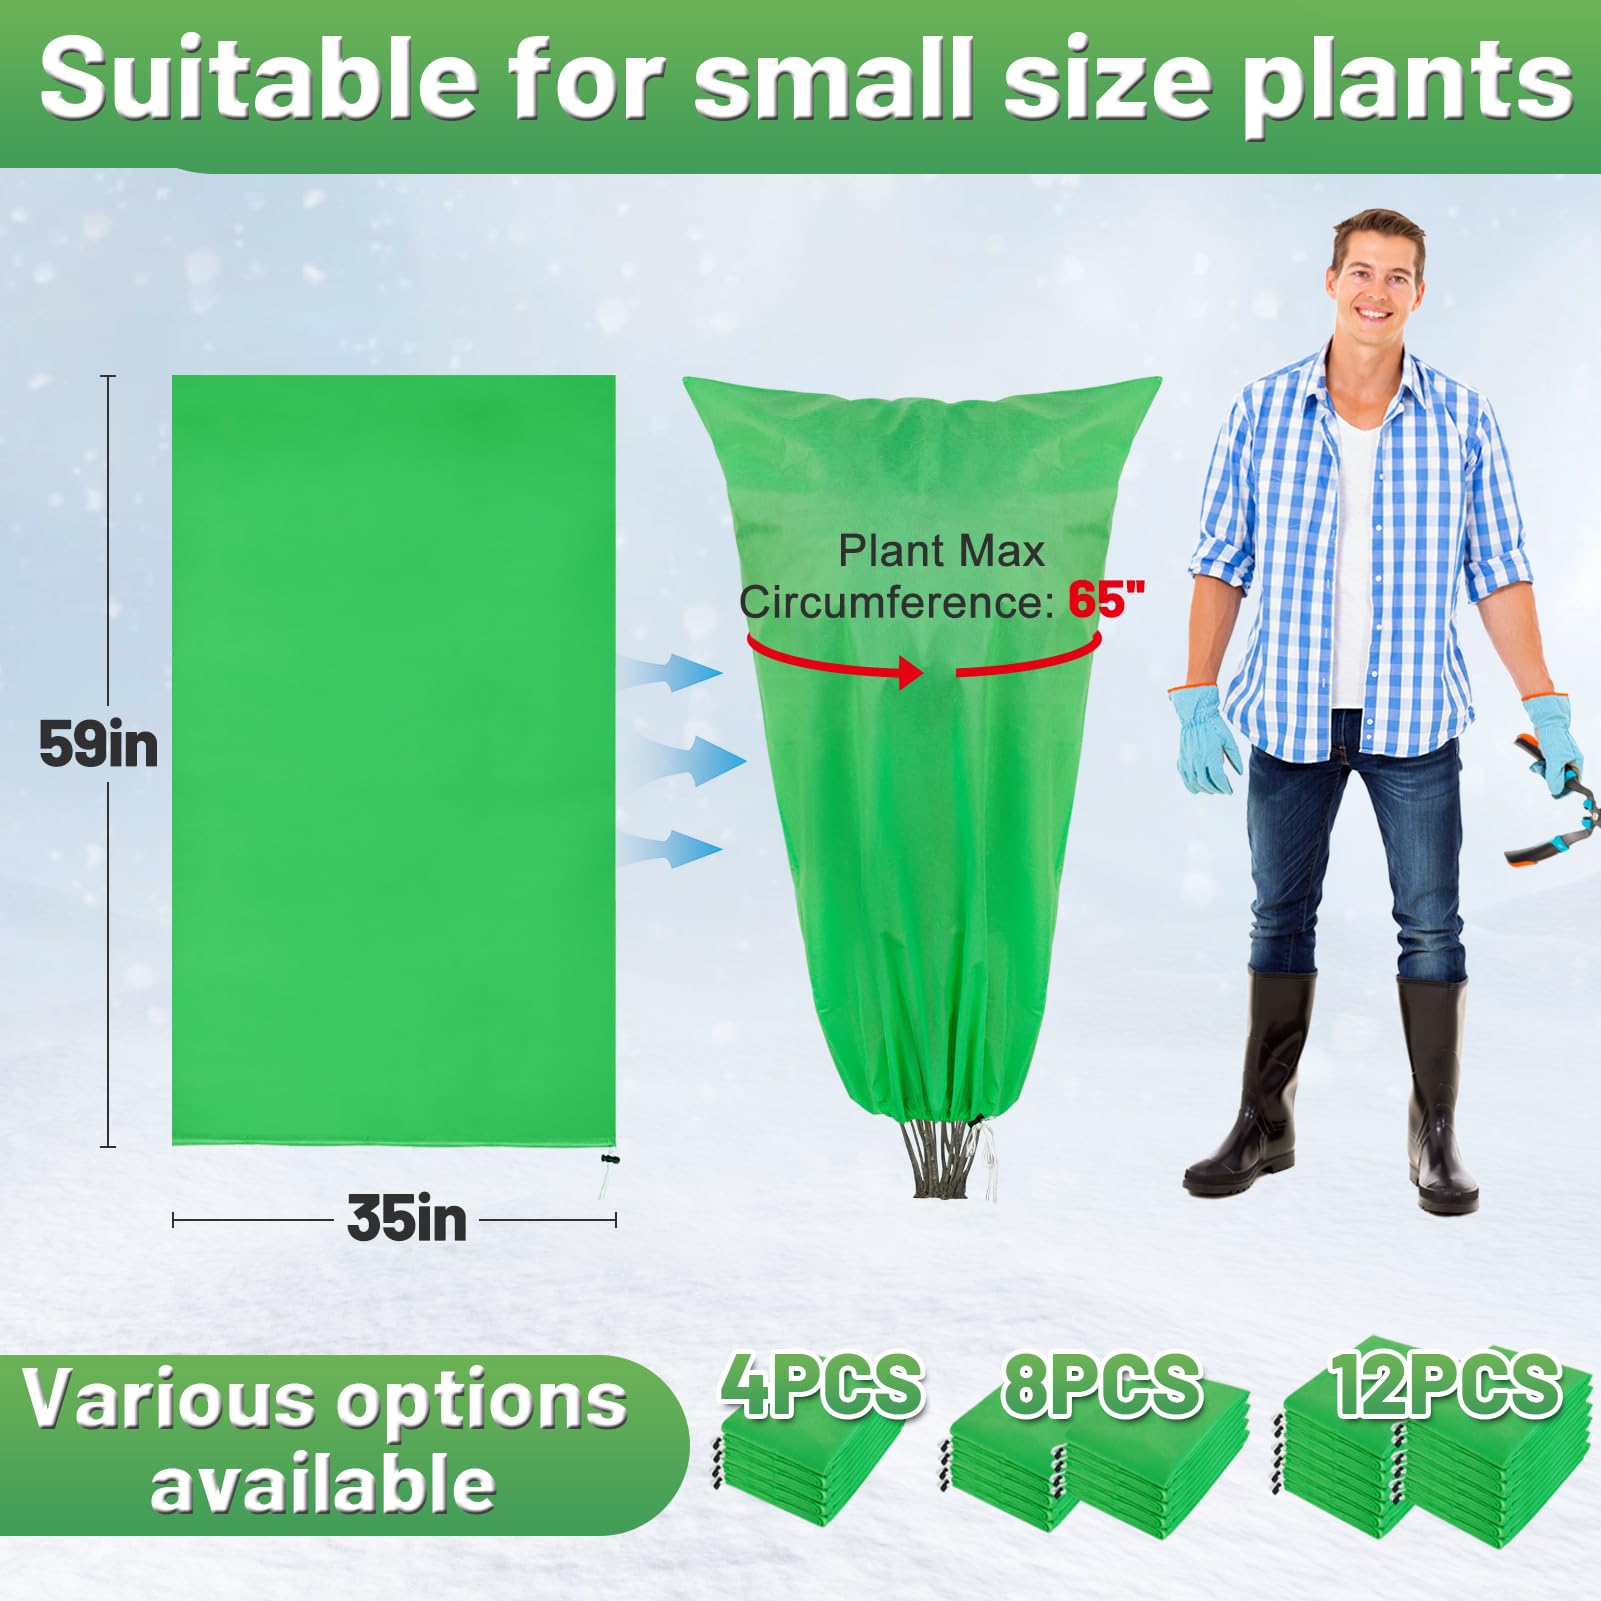 Suitable for small size plants
Plant Max
Circumference: 65"
59in
35in
Various options
available
4PCS
8PCS
12PCS